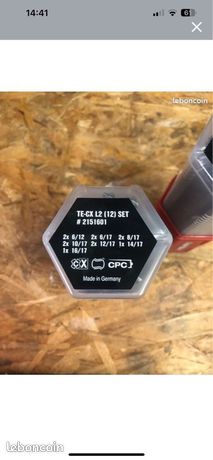 14:41
67
leboncoin
TE-CX L2 (12) SET
# 2151601
2x 6/12 2x 6/17 2x 8/17
2x 10/17 2x 12/17 1x 14/17
1x 16/17
CX CPC
Made in Germany
leboncoin